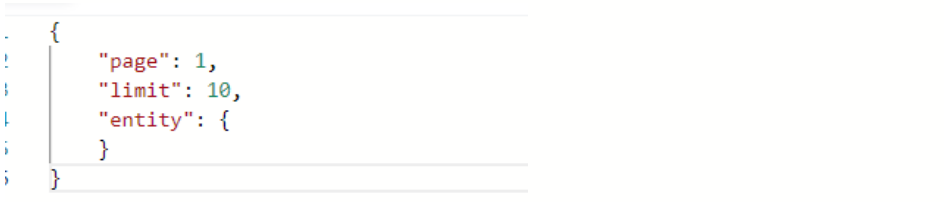 {
"page": 1,
"limit": 10,
"entity": {
}
}